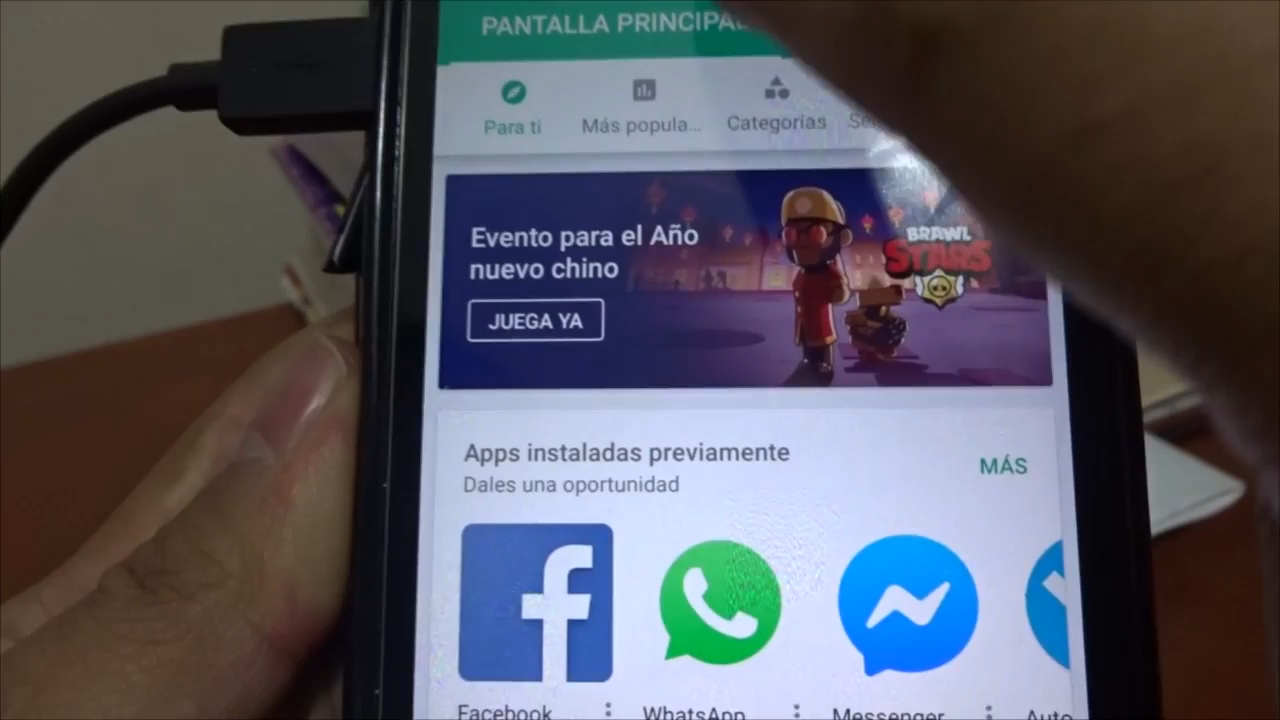 PANTALLA PRINCIPAL
Para ti
Más popula...
Categorías
Evento para el Año
nuevo chino
JUEGA YA
BRAWL
STARS
Apps instaladas previamente
Dales una oportunidad
MÁS
Facebook
WhatsApp
Messenger